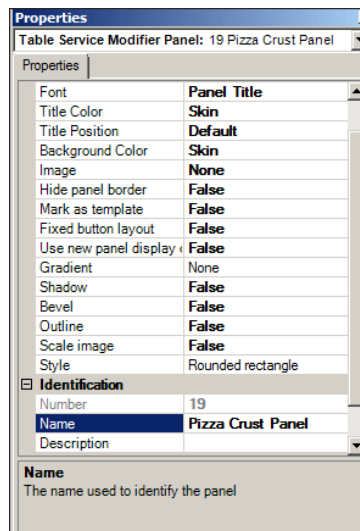 Properties
Table Service Modifier Panel: 19 Pizza Crust Panel
Properties
Font Panel Title
Title Color Skin
Title Position Default
Background Color Skin
Image None
Hide panel border False
Mark as template False
Fixed button layout False
Use new panel display False
Gradient None
Shadow False
Bevel False
Outline False
Scale image False
Style Rounded rectangle
Identification
Number 19
Name Pizza Crust Panel
Description
Name
The name used to identify the panel